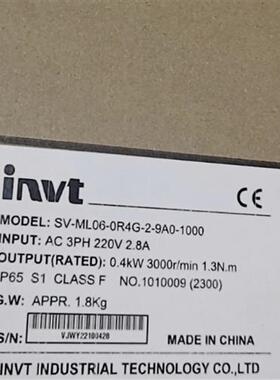 invt
CE
MODEL: SV-ML06-0R4G-2-9A0-1000
INPUT: AC 3PH 220V 2.8A
OUTPUT(RATED): 0.4kW 3000r/min 1.3N.m
IP65 S1 CLASS F NO.1010009 (2300)
G.W: APPR. 1.8Kg
S/N:
VJWY22100428
MADE IN CHINA
INVT INDUSTRIAL TECHNOLOGY CO.,LTD